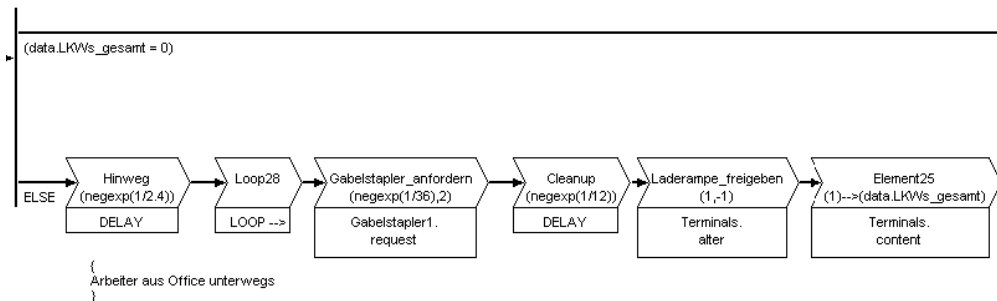 (data.LKWs_gesamt = 0)
ELSE
Hinweg
(negexp(1/2.4))
DELAY
Loop28
LOOP -->
Gabelstapler_anfordern
(negexp(1/36),2)
Gabelstapler1.
request
Cleanup
(negexp(1/12))
DELAY
Laderampe_freigeben
(1,-1)
Terminals.
alter
Element25
(1)-->(data.LKWs_gesamt)
Terminals.
content
{
Arbeiter aus Office unterwegs
}